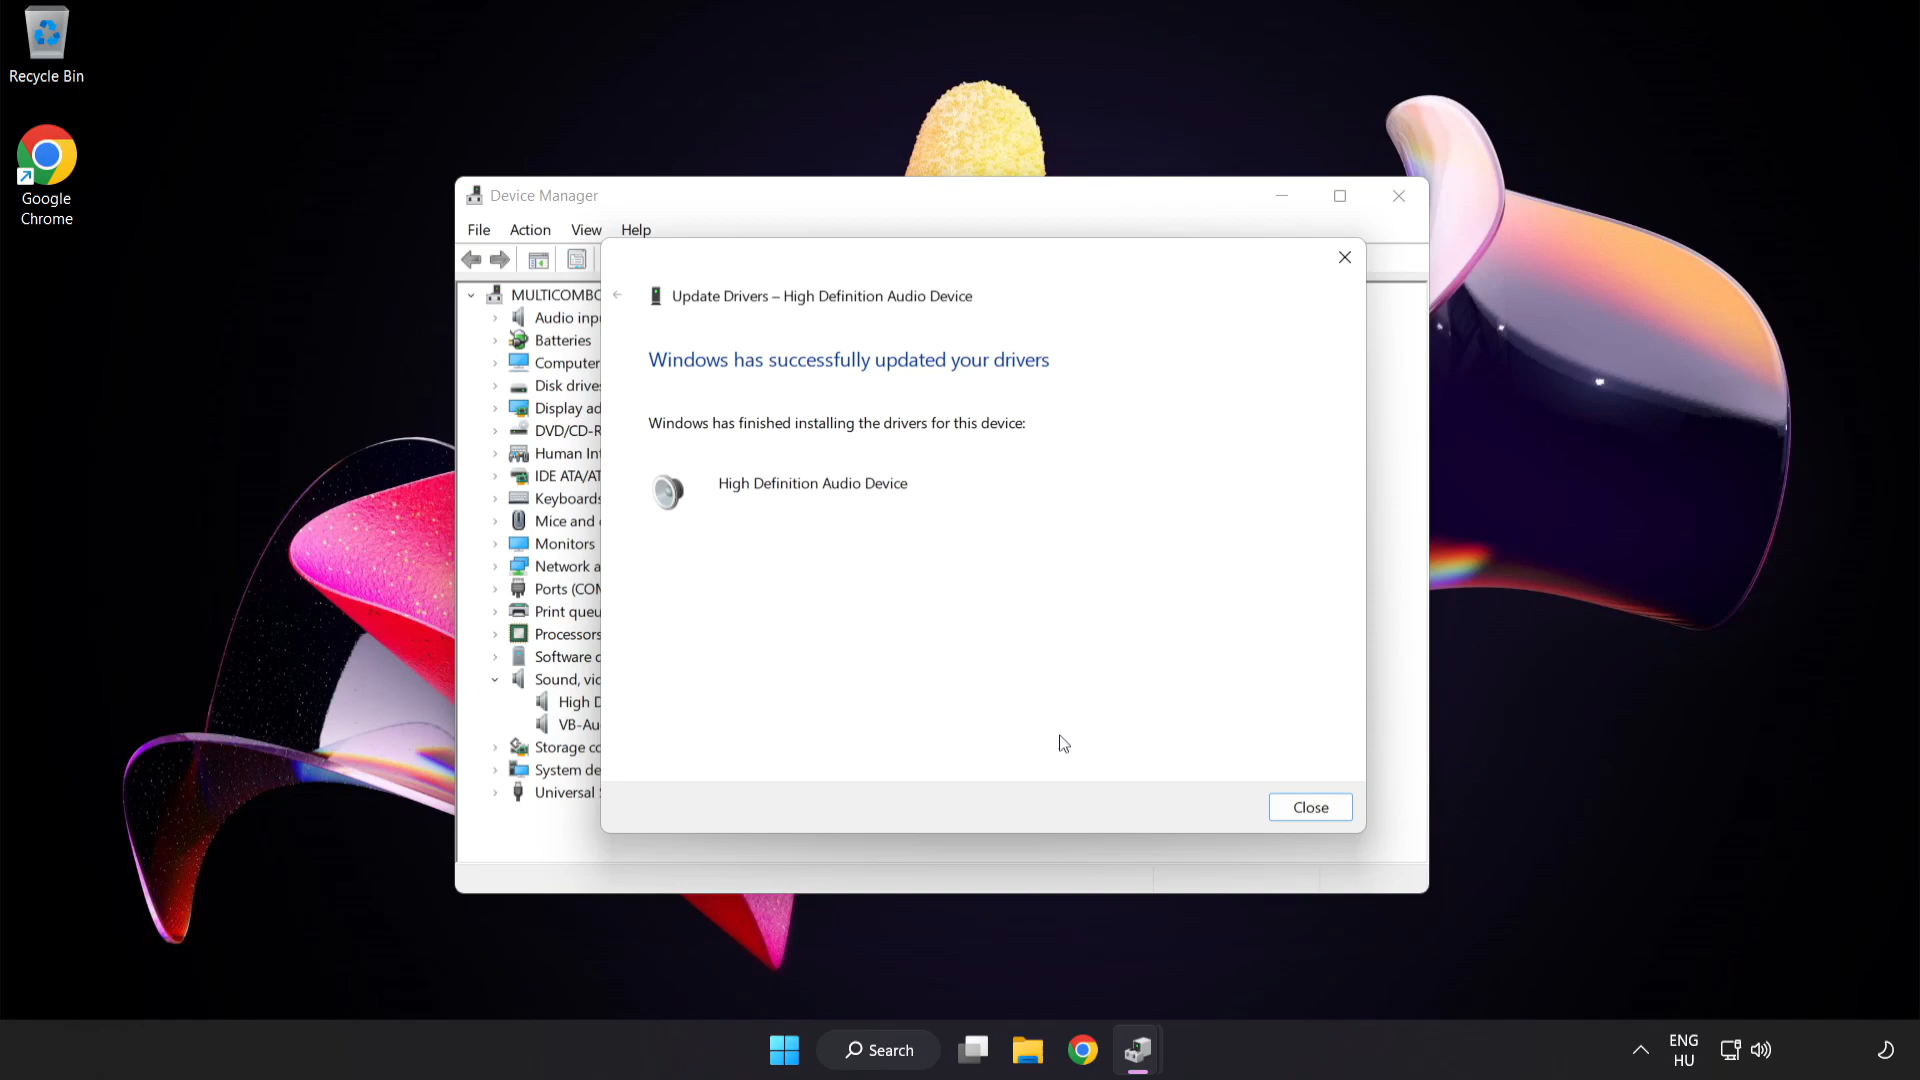 Recycle Bin
Google
Chrome
Device Manager
File Action View Help
MULTICOMBO
Audio inpu
Batteries
Computer
Disk drives
Display ad
DVD/CD-R
Human Int
IDE ATA/AT
Keyboards
Mice and
Monitors
Network a
Ports (COM
Print queu
Processors
Software
Sound, vid
High D
VB-Au
Storage co
System de
Universal
Update Drivers – High Definition Audio Device
Windows has successfully updated your drivers
Windows has finished installing the drivers for this device:
High Definition Audio Device
Close
Search
ENG
HU